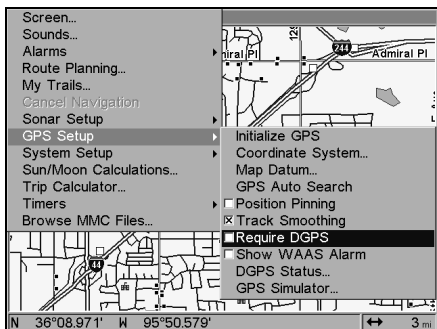 Screen...
Sounds...
Alarms
Route Planning...
My Trails...
Cancel Navigation
Sonar Setup
GPS Setup
System Setup
Sun/Moon Calculations...
Trip Calculator...
Timers
Browse MMC Files...
129
244
Admiral Pl
Admiral Pl
Initialize GPS
Coordinate System...
Map Datum...
GPS Auto Search
Position Pinning
Track Smoothing
Require DGPS
Show WAAS Alarm
DGPS Status...
GPS Simulator...
44
N 36°08.971' W 95°50.579' ↔ 3 mi